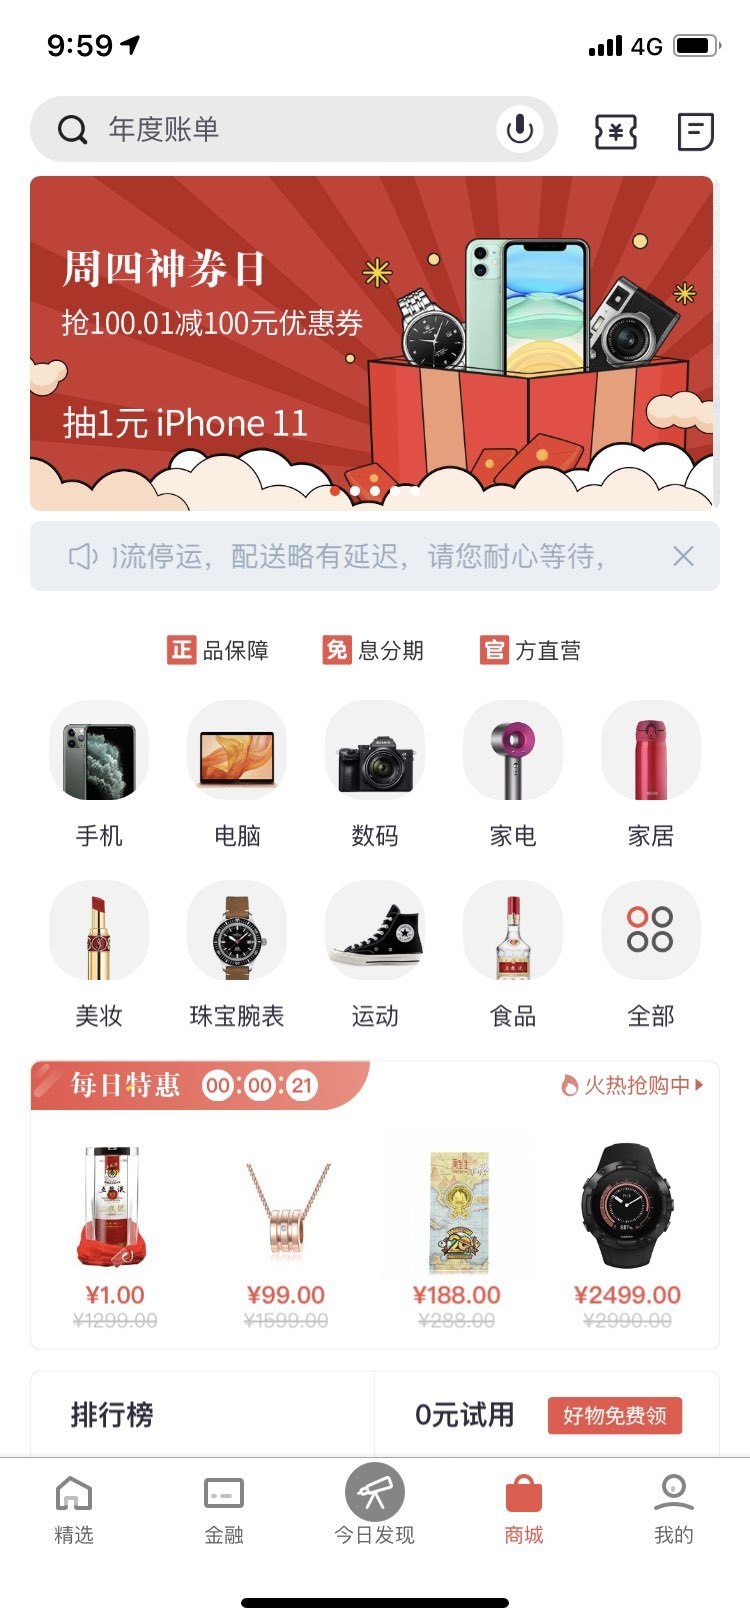 9:59
4G
年度账单
周四神券日
抢100.01减100元优惠券
抽1元 iPhone 11
流停运，配送略有延迟，请您耐心等待，
正品保障
免息分期
官方直营
手机
电脑
数码
家电
家居
美妆
珠宝腕表
运动
食品
全部
每日特惠 00:00:21
火热抢购中
¥1.00
¥99.00
¥188.00
¥2499.00
¥1299.00
¥1599.00
¥288.00
¥2990.00
排行榜
0元试用
好物免费领
精选
金融
今日发现
商城
我的